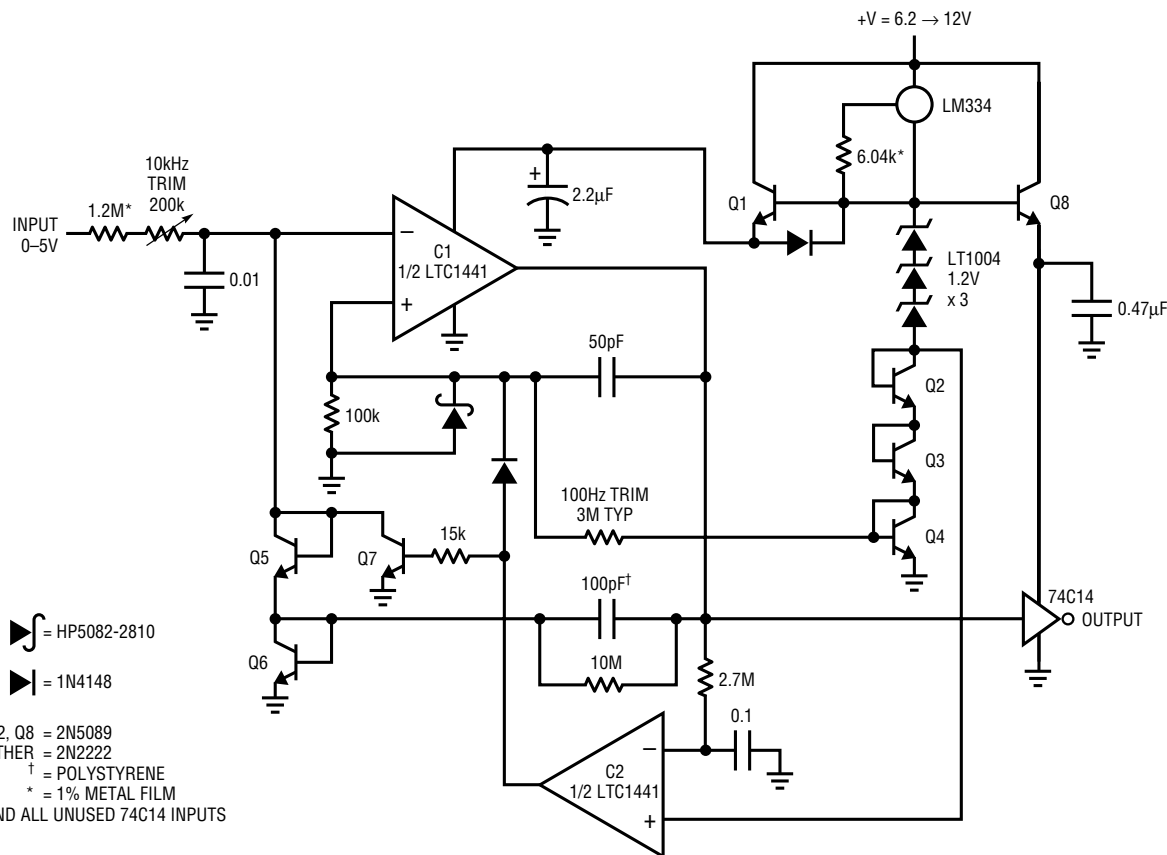 +V = 6.2 → 12V
LM334
6.04k*
Q1
Q8
2.2µF
+
10kHz
TRIM
200k
1.2M*
INPUT
0–5V
0.01
–
C1
1/2 LTC1441
+
LT1004
1.2V
x 3
0.47µF
50pF
100k
Q2
Q3
Q4
100Hz TRIM
3M TYP
15k
Q5
Q7
100pF†
74C14
OUTPUT
= HP5082-2810
Q6
10M
2.7M
= 1N4148
0.1
2, Q8 = 2N5089
THER = 2N2222
† = POLYSTYRENE
* = 1% METAL FILM
ND ALL UNUSED 74C14 INPUTS
–
C2
1/2 LTC1441
+